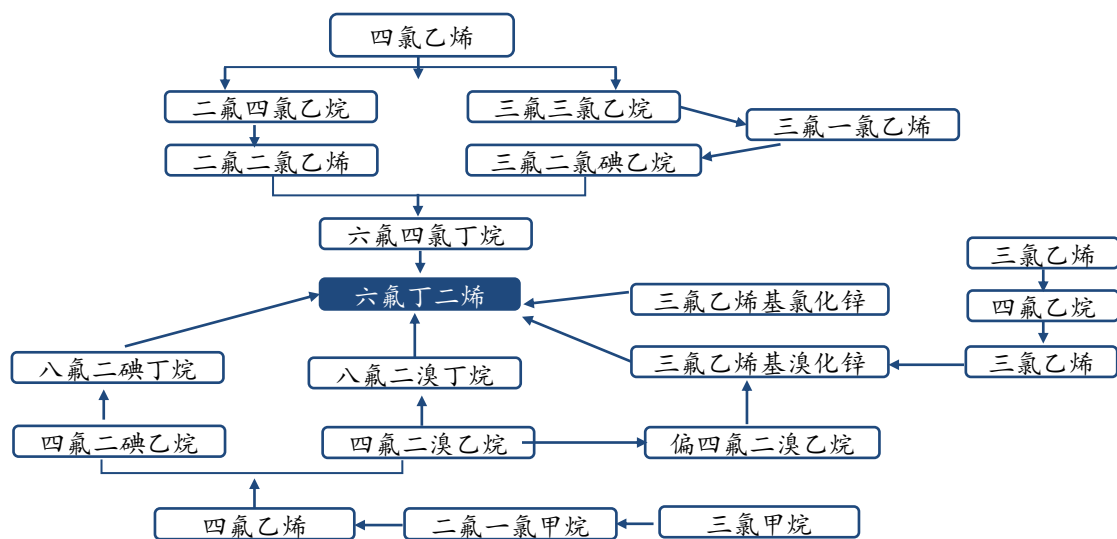 四氯乙烯
二氟四氯乙烷
三氟三氯乙烷
三氟一氯乙烯
二氟二氯乙烯
三氟二氯碘乙烷
六氟四氯丁烷
三氯乙烯
六氟丁二烯
三氟乙烯基氯化锌
四氟乙烷
八氟二碘丁烷
八氟二溴丁烷
三氟乙烯基溴化锌
三氯乙烯
四氟二碘乙烷
四氟二溴乙烷
偏四氟二溴乙烷
四氟乙烯
二氟一氯甲烷
三氯甲烷